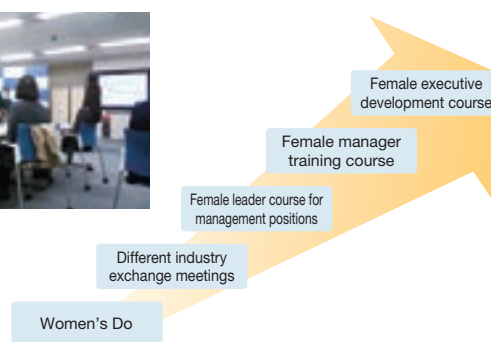 Female executive
development course
Female manager
training course
Female leader course for
management positions
Different industry
exchange meetings
Women's Do